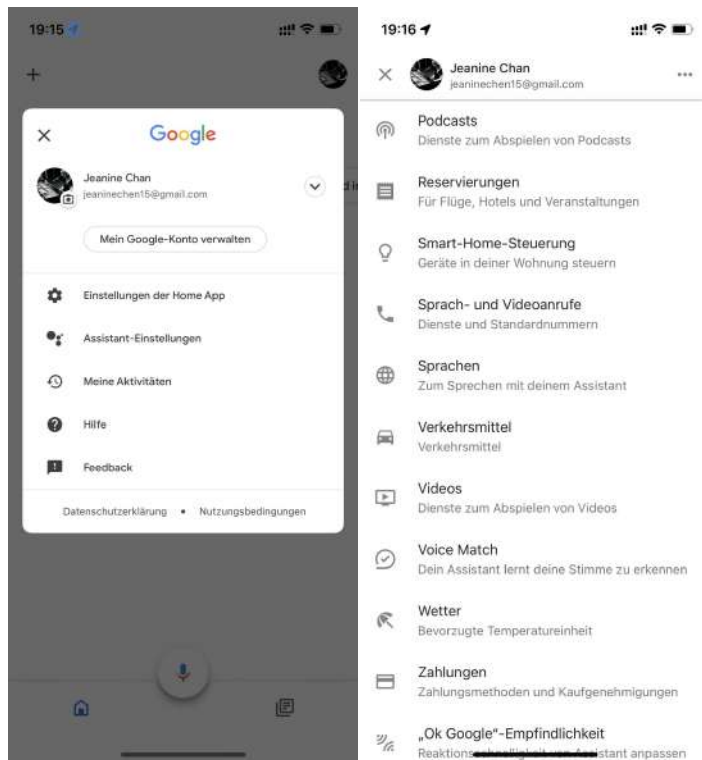 19:15
Google
Jeanine Chan
jeaninechen15@gmail.com
Mein Google-Konto verwalten
Einstellungen der Home App
Assistant-Einstellungen
Meine Aktivitäten
Hilfe
Feedback
Datenschutzerklärung • Nutzungsbedingungen
19:16
Jeanine Chan
jeaninechen15@gmail.com
Podcasts
Dienste zum Abspielen von Podcasts
Reservierungen
Für Flüge, Hotels und Veranstaltungen
Smart-Home-Steuerung
Geräte in deiner Wohnung steuern
Sprach- und Videoanrufe
Dienste und Standardnummern
Sprachen
Zum Sprechen mit deinem Assistant
Verkehrsmittel
Verkehrsmittel
Videos
Dienste zum Abspielen von Videos
Voice Match
Dein Assistant lernt deine Stimme zu erkennen
Wetter
Bevorzugte Temperatureinheit
Zahlungen
Zahlungsmethoden und Kaufgenehmigungen
„Ok Google“-Empfindlichkeit
Reaktionsschnelligkeit von Assistant anpassen